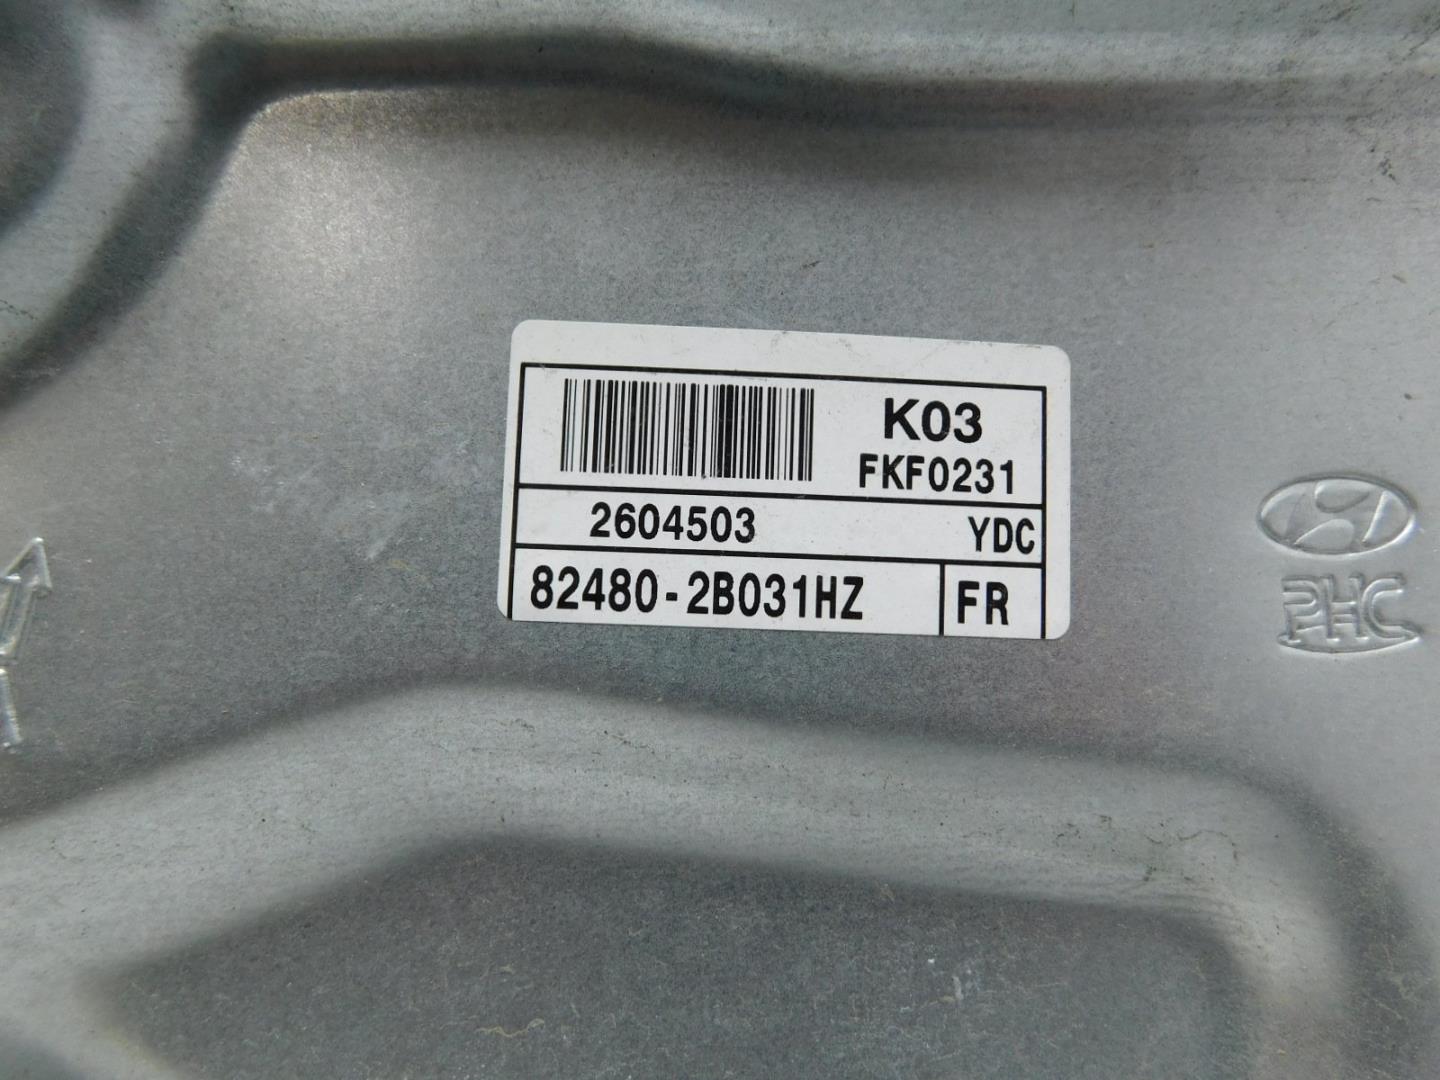 K03
FKF0231
2604503 YDC
82480-2B031HZ FR
PHC